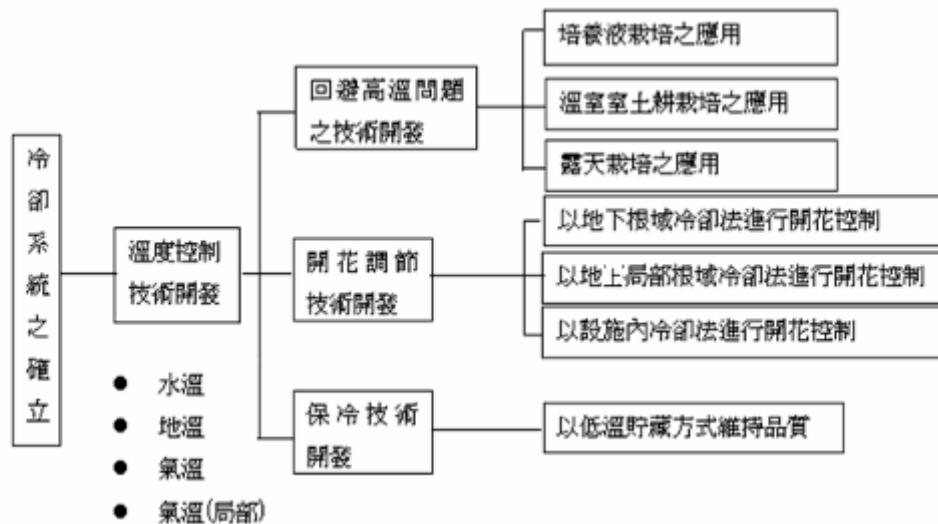 冷卻系統之確立
溫度控制
技術開發
● 水溫
● 地溫
● 氣溫
● 氣溫(局部)
回避高溫問題
之技術開發
培養液栽培之應用
溫室室土耕栽培之應用
露天栽培之應用
開花調節
技術開發
以地下根域冷卻法進行開花控制
以地上局部根域冷卻法進行開花控制
以設施內冷卻法進行開花控制
保冷技術
開發
以低溫貯藏方式維持品質